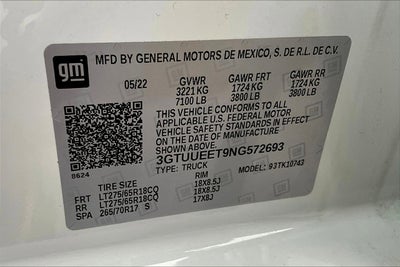 gm
MFD BY GENERAL MOTORS DE MEXICO, S. DE R.L. DE C.V.
05/22 GVWR GAWR FRT GAWR RR
3221 KG 1724 KG 1724 KG
7100 LB 3800 LB 3800 LB
THIS VEHICLE CONFORMS TO ALL
APPLICABLE U.S. FEDERAL MOTOR
VEHICLE SAFETY AND THEFT PREVENTION
STANDARDS IN EFFECT ON THE DATE OF
MANUFACTURE SHOWN ABOVE.
3GTUUEET9NG572693
8624 TYPE: TRUCK MODEL: 93TK10743
TIRE SIZE RIM
FRT LT275/65R18CQ 18X8.5J
RR LT275/65R18CQ 18X8.5J
SPA 265/70R17 S 17X8J